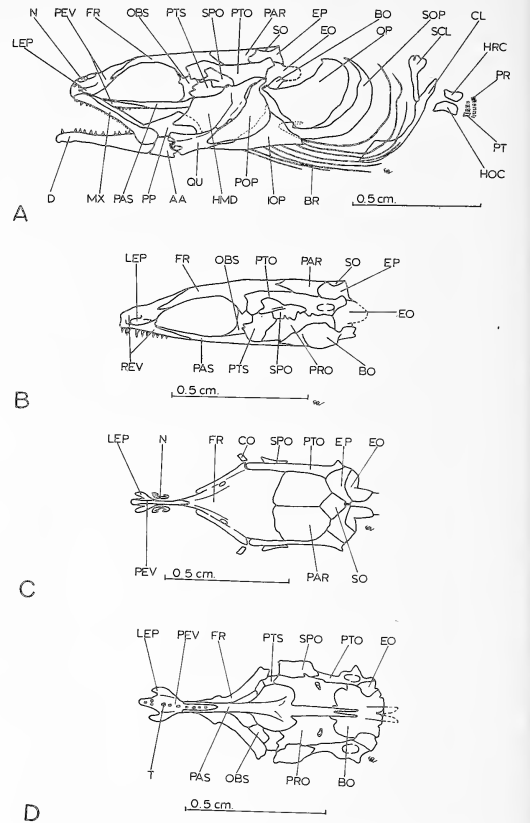 N PEV FR OBS PTS SPO PTO PAR EP BO SOP CL
LEP SO EO OP SCL HRC
PR
PT
D MX PAS PP AA QU HMD POP IOP BR HOC
0.5 cm.
A
LEP FR OBS PTO PAR SO EP
EO
REV PAS PTS SPO PRO BO
0.5 cm.
B
LEP N FR CO SPO PTO EP EO
PEV PAR SO
0.5 cm.
C
LEP PEV FR PTS SPO PTO EO
T PAS OBS PRO BO
0.5 cm.
D